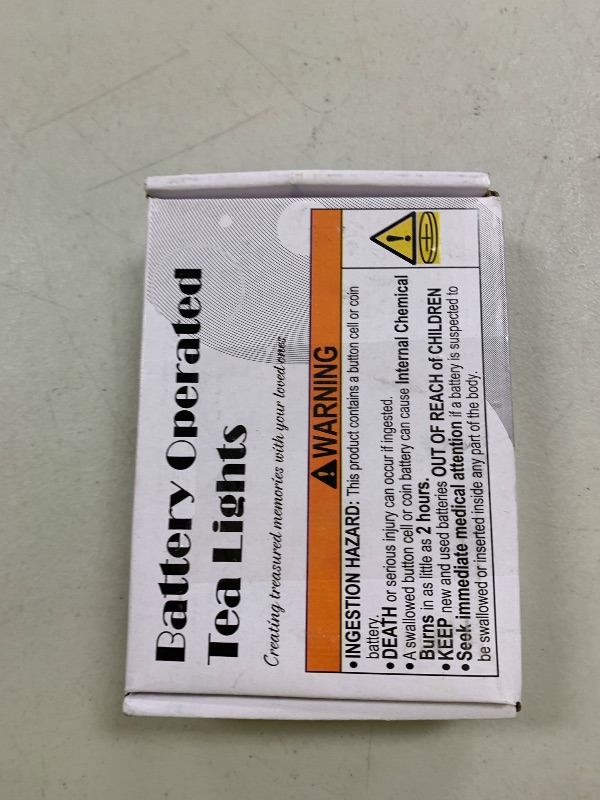 Battery Operated
Tea Lights
Creating treasured memories with your loved ones
WARNING
• INGESTION HAZARD: This product contains a button cell or coin
battery.
• DEATH or serious injury can occur if ingested.
• A swallowed button cell or coin battery can cause Internal Chemical
Burns in as little as 2 hours.
• KEEP new and used batteries OUT OF REACH of CHILDREN
• Seek immediate medical attention if a battery is suspected to
be swallowed or inserted inside any part of the body.